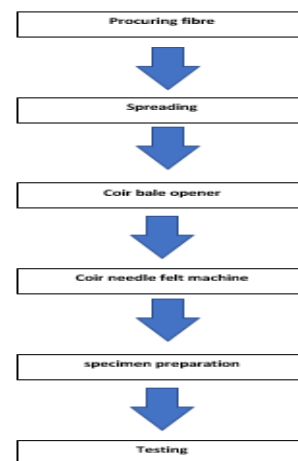 Procuring fibre
Spreading
Coir bale opener
Coir needle felt machine
specimen preparation
Testing